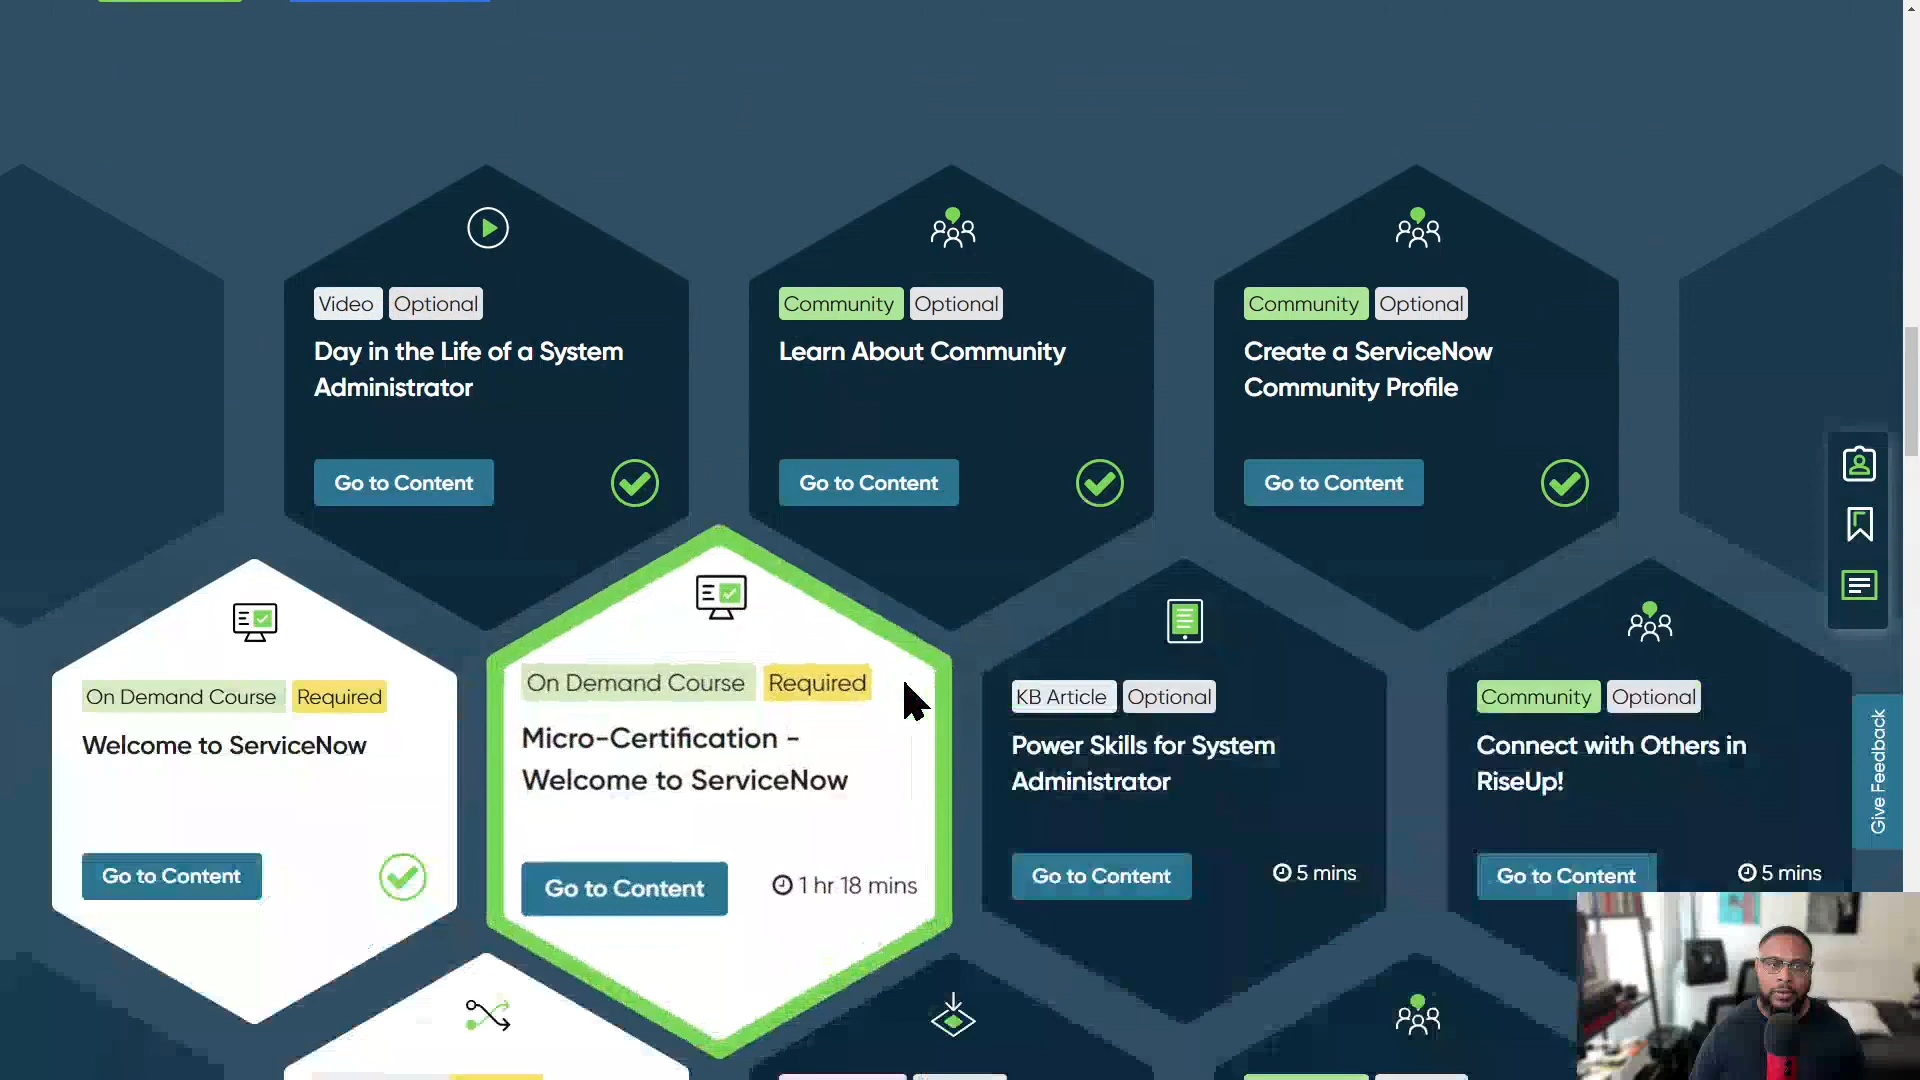 Video Optional
Day in the Life of a System
Administrator
Go to Content
Community Optional
Learn About Community
Go to Content
Community Optional
Create a ServiceNow
Community Profile
Go to Content
On Demand Course Required
Welcome to ServiceNow
Go to Content
On Demand Course Required
Micro-Certification -
Welcome to ServiceNow
Go to Content 1 hr 18 mins
KB Article Optional
Power Skills for System
Administrator
Go to Content 5 mins
Community Optional
Connect with Others in
RiseUp!
Go to Content 5 mins
Give Feedback